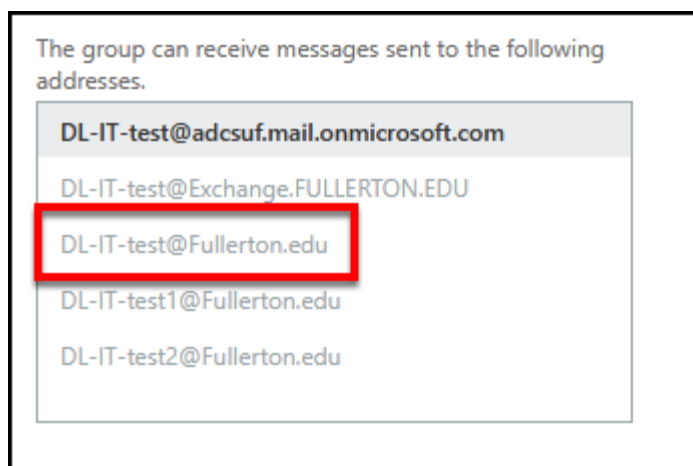 The group can receive messages sent to the following
addresses.
DL-IT-test@adcsuf.mail.onmicrosoft.com
DL-IT-test@Exchange.FULLERTON.EDU
DL-IT-test@Fullerton.edu
DL-IT-test1@Fullerton.edu
DL-IT-test2@Fullerton.edu